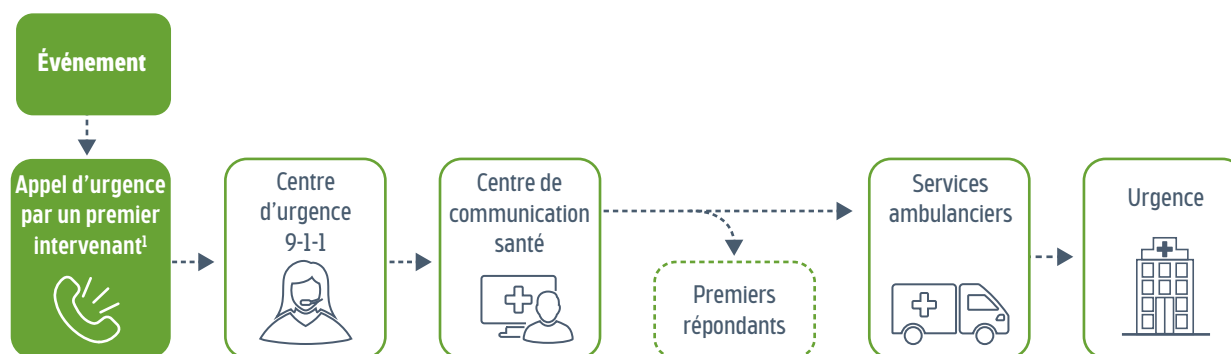 Événement
Appel d'urgence
par un premier
intervenant¹
Centre
d'urgence
9-1-1
Centre de
communication
santé
Premiers
répondants
Services
ambulanciers
Urgence